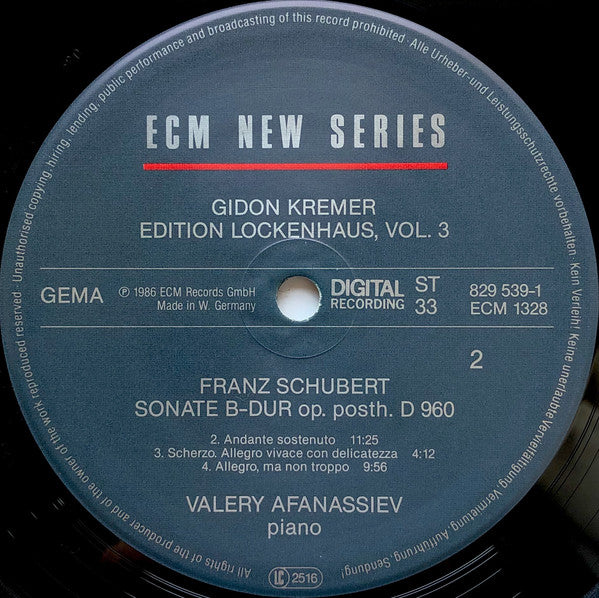 All rights of the producer and of the owner of the work reproduced reserved · Unauthorised copying, hiring, lending, public performance and broadcasting of this record prohibited · Alle Urheber- und Leistungsschutzrechte vorbehalten · Kein Verleih! Keine unerlaubte Vervielfältigung, Vermietung, Aufführung, Sendung!
ECM NEW SERIES
GIDON KREMER
EDITION LOCKENHAUS, VOL. 3
GEMA
℗ 1986 ECM Records GmbH
Made in W. Germany
DIGITAL
RECORDING
ST
33
829 539-1
ECM 1328
2
FRANZ SCHUBERT
SONATE B-DUR op. posth. D 960
2. Andante sostenuto 11:25
3. Scherzo. Allegro vivace con delicatezza 4:12
4. Allegro, ma non troppo 9:56
VALERY AFANASSIEV
piano
LC 2516